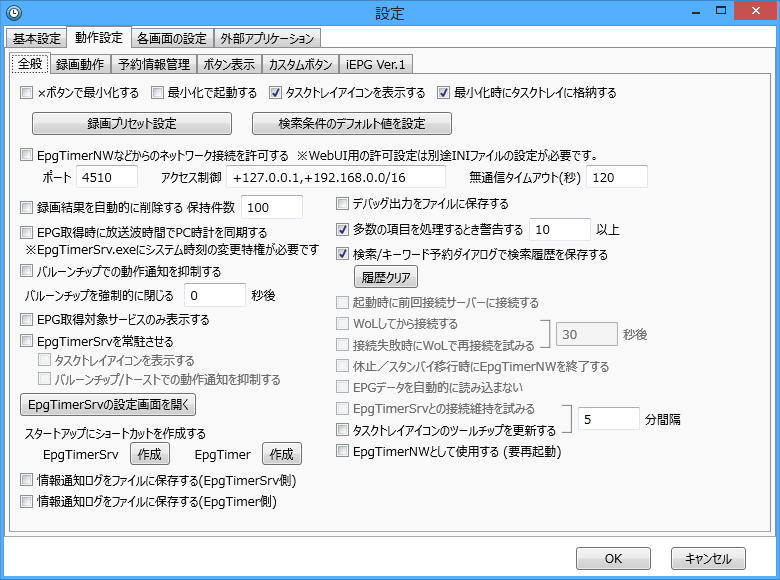 設定
基本設定 動作設定 各画面の設定 外部アプリケーション
全般 録画動作 予約情報管理 ボタン表示 カスタムボタン iEPG Ver.1
×ボタンで最小化する 最小化で起動する タスクトレイアイコンを表示する 最小化時にタスクトレイに格納する
録画プリセット設定 検索条件のデフォルト値を設定
EpgTimerNWなどからのネットワーク接続を許可する ※WebUI用の許可設定は別途INIファイルの設定が必要です。
ポート 4510 アクセス制御 +127.0.0.1,+192.168.0.0/16 無通信タイムアウト(秒) 120
録画結果を自動的に削除する 保持件数 100
EPG取得時に放送波時間でPC時計を同期する
※EpgTimerSrv.exeにシステム時刻の変更特権が必要です
バルーンチップでの動作通知を抑制する
バルーンチップを強制的に閉じる 0 秒後
EPG取得対象サービスのみ表示する
EpgTimerSrvを常駐させる
タスクトレイアイコンを表示する
バルーンチップ/トーストでの動作通知を抑制する
EpgTimerSrvの設定画面を開く
スタートアップにショートカットを作成する
EpgTimerSrv 作成 EpgTimer 作成
情報通知ログをファイルに保存する(EpgTimerSrv側)
情報通知ログをファイルに保存する(EpgTimer側)
デバッグ出力をファイルに保存する
多数の項目を処理するとき警告する 10 以上
検索/キーワード予約ダイアログで検索履歴を保存する
履歴クリア
起動時に前回接続サーバーに接続する
WoLしてから接続する
接続失敗時にWoLで再接続を試みる 30 秒後
休止／スタンバイ移行時にEpgTimerNWを終了する
EPGデータを自動的に読み込まない
EpgTimerSrvとの接続維持を試みる
タスクトレイアイコンのツールチップを更新する 5 分間隔
EpgTimerNWとして使用する (要再起動)
OK キャンセル